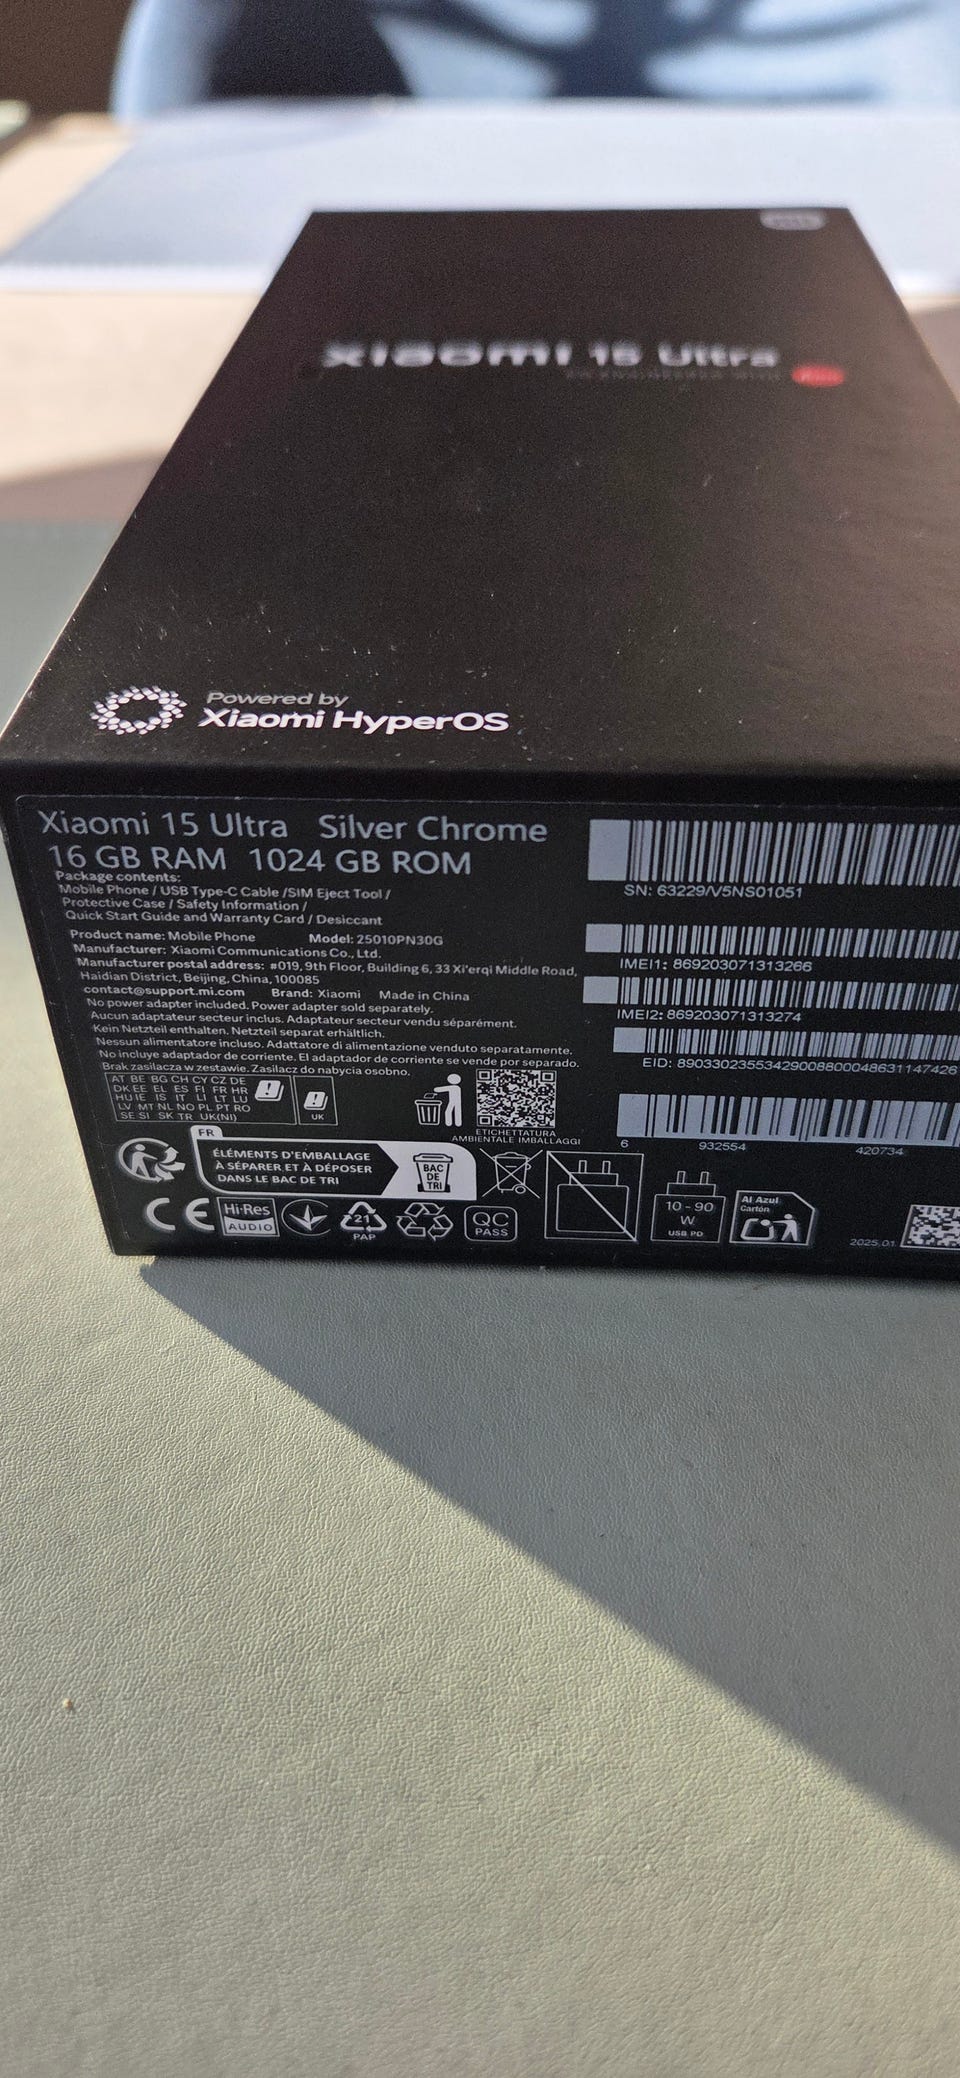 xiaomi 15 Ultra
Powered by
Xiaomi HyperOS
Xiaomi 15 Ultra Silver Chrome
16 GB RAM 1024 GB ROM
Package contents:
Mobile Phone / USB Type-C Cable /SIM Eject Tool /
Protective Case / Safety Information /
Quick Start Guide and Warranty Card / Desiccant
Product name: Mobile Phone Model: 25010PN30G
Manufacturer: Xiaomi Communications Co., Ltd.
Manufacturer postal address: #019, 9th Floor, Building 6, 33 Xi'erqi Middle Road,
Haidian District, Beijing, China, 100085
contact@support.mi.com Brand: Xiaomi Made in China
No power adapter included. Power adapter sold separately.
Aucun adaptateur secteur inclus. Adaptateur secteur vendu séparément.
Kein Netzteil enthalten. Netzteil separat erhältlich.
Nessun alimentatore incluso. Adattatore di alimentazione venduto separatamente.
No incluye adaptador de corriente. El adaptador de corriente se vende por separado.
Brak zasilacza w zestawie. Zasilacz do nabycia osobno.
AT BE BG CH CY CZ DE
DK EE EL ES FI FR HR
HU IE IS IT LI LT LU
LV MT NL NO PL PT RO
SE SI SK TR UK(NI)
UK
ETICHETTATURA
AMBIENTALE IMBALLAGGI
SN: 63229/V5NS01051
IMEI1: 869203071313266
IMEI2: 869203071313274
EID: 89033023553429008800048631147426
6 932554 420734
FR
ÉLÉMENTS D'EMBALLAGE
À SÉPARER ET À DÉPOSER
DANS LE BAC DE TRI
BAC
DE
TRI
CE
Hi-Res
AUDIO
21
PAP
QC
PASS
10 - 90
W
USB PD
Al Azul
Cartón
2025.01